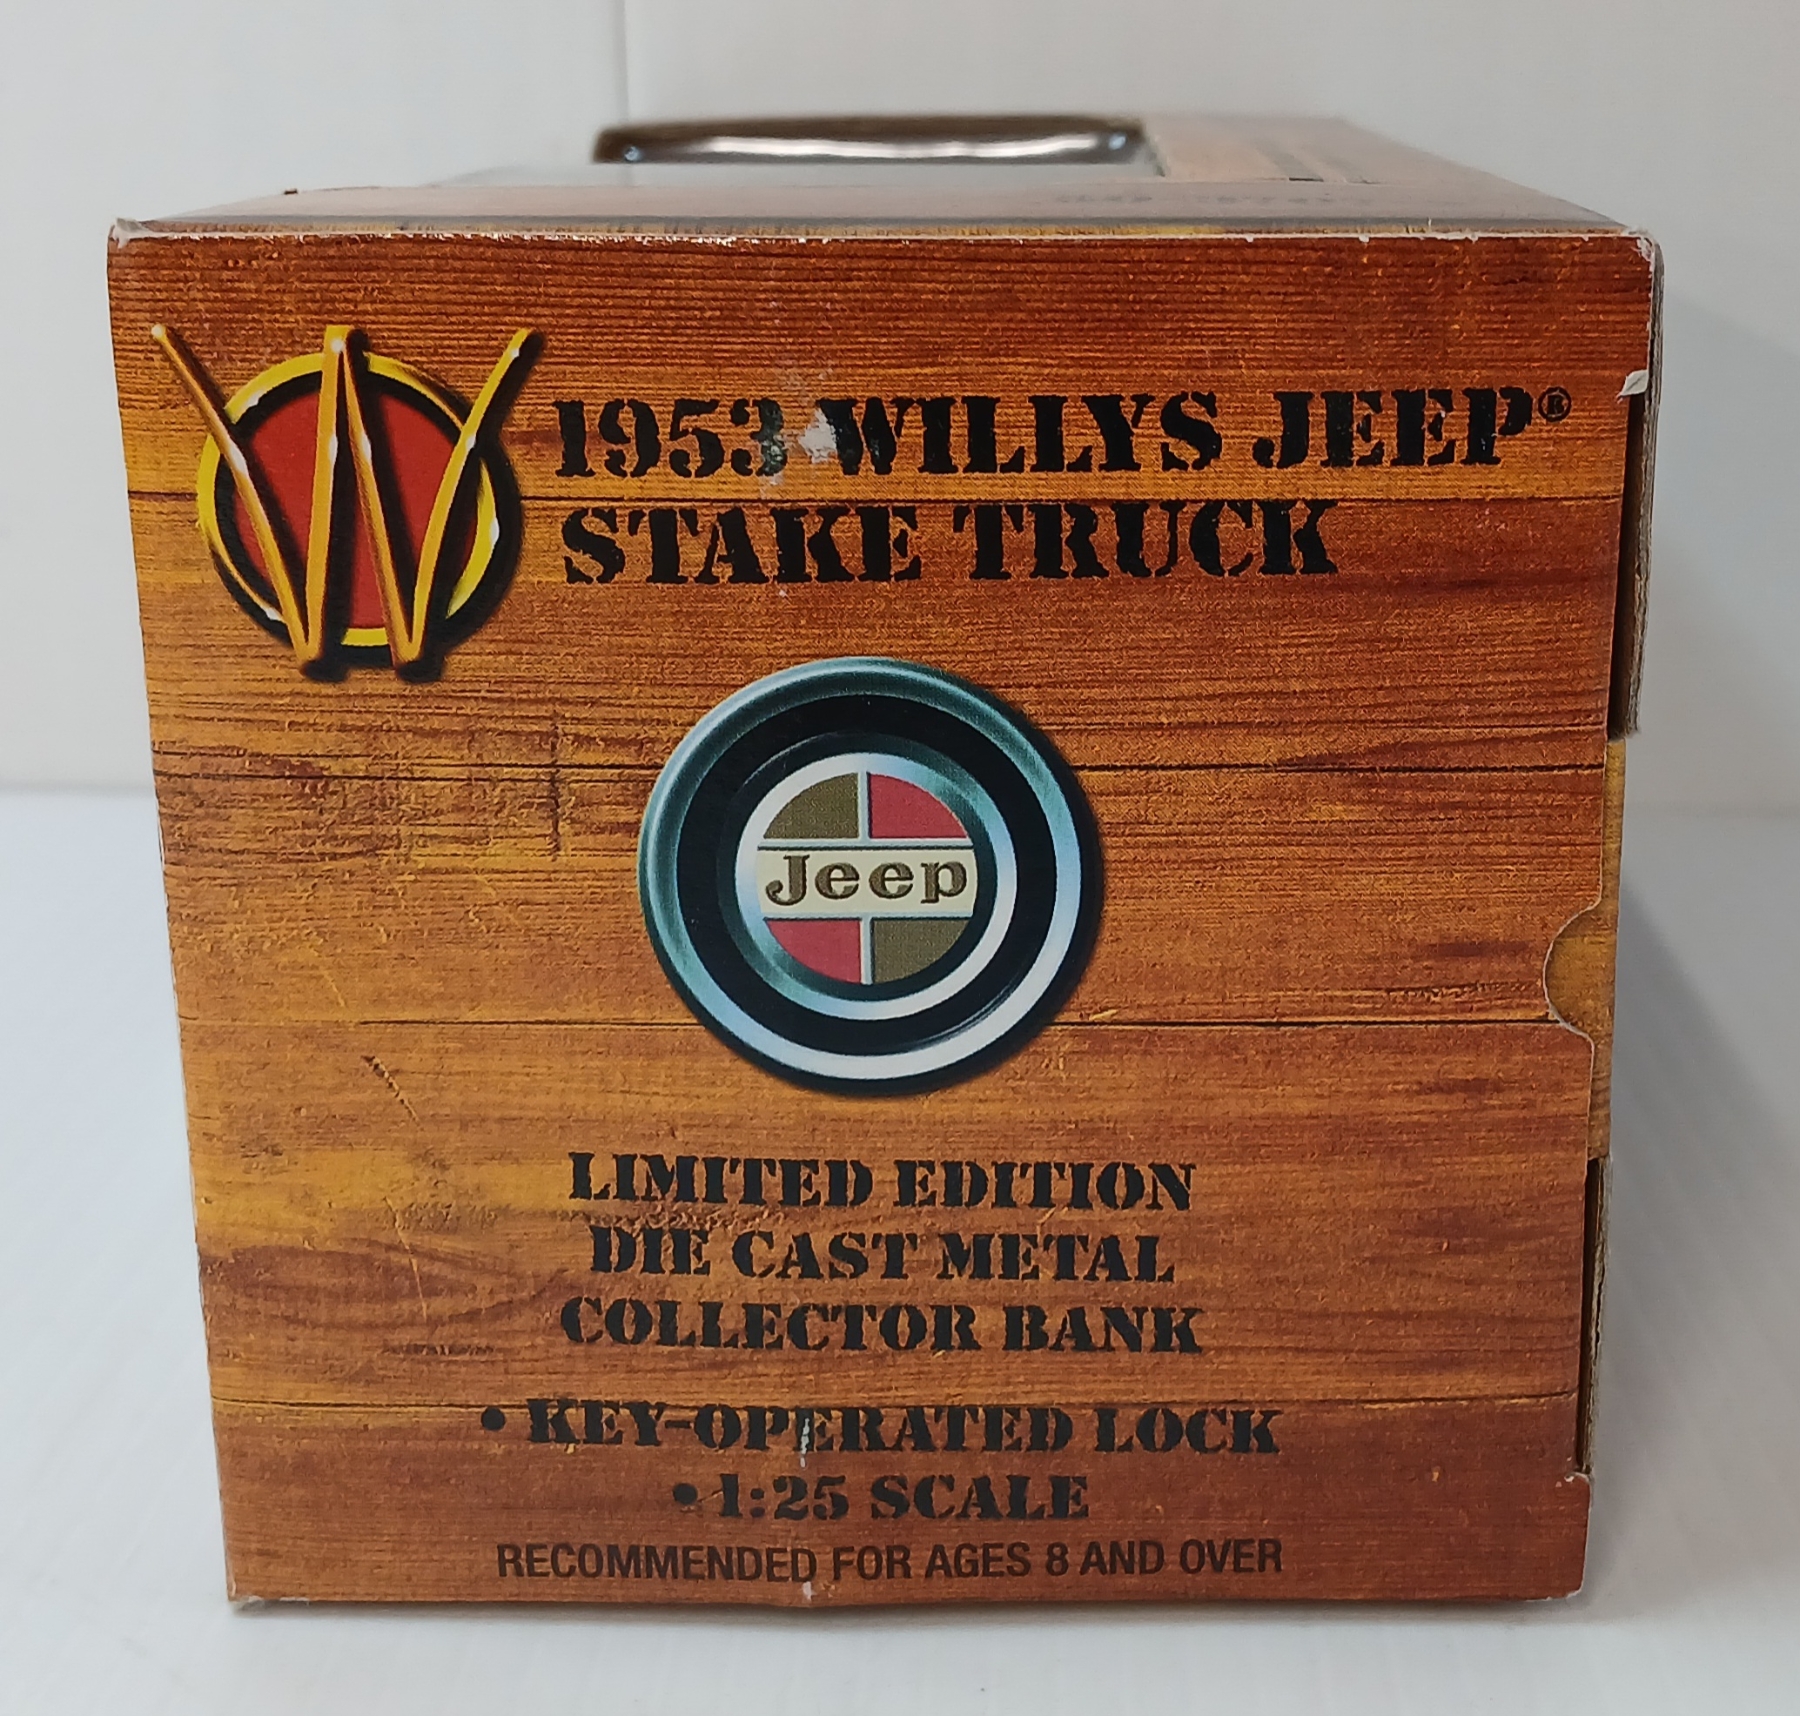 W
1953 WILLYS JEEP®
STAKE TRUCK
Jeep
LIMITED EDITION
DIE CAST METAL
COLLECTOR BANK
• KEY-OPERATED LOCK
• 1:25 SCALE
RECOMMENDED FOR AGES 8 AND OVER